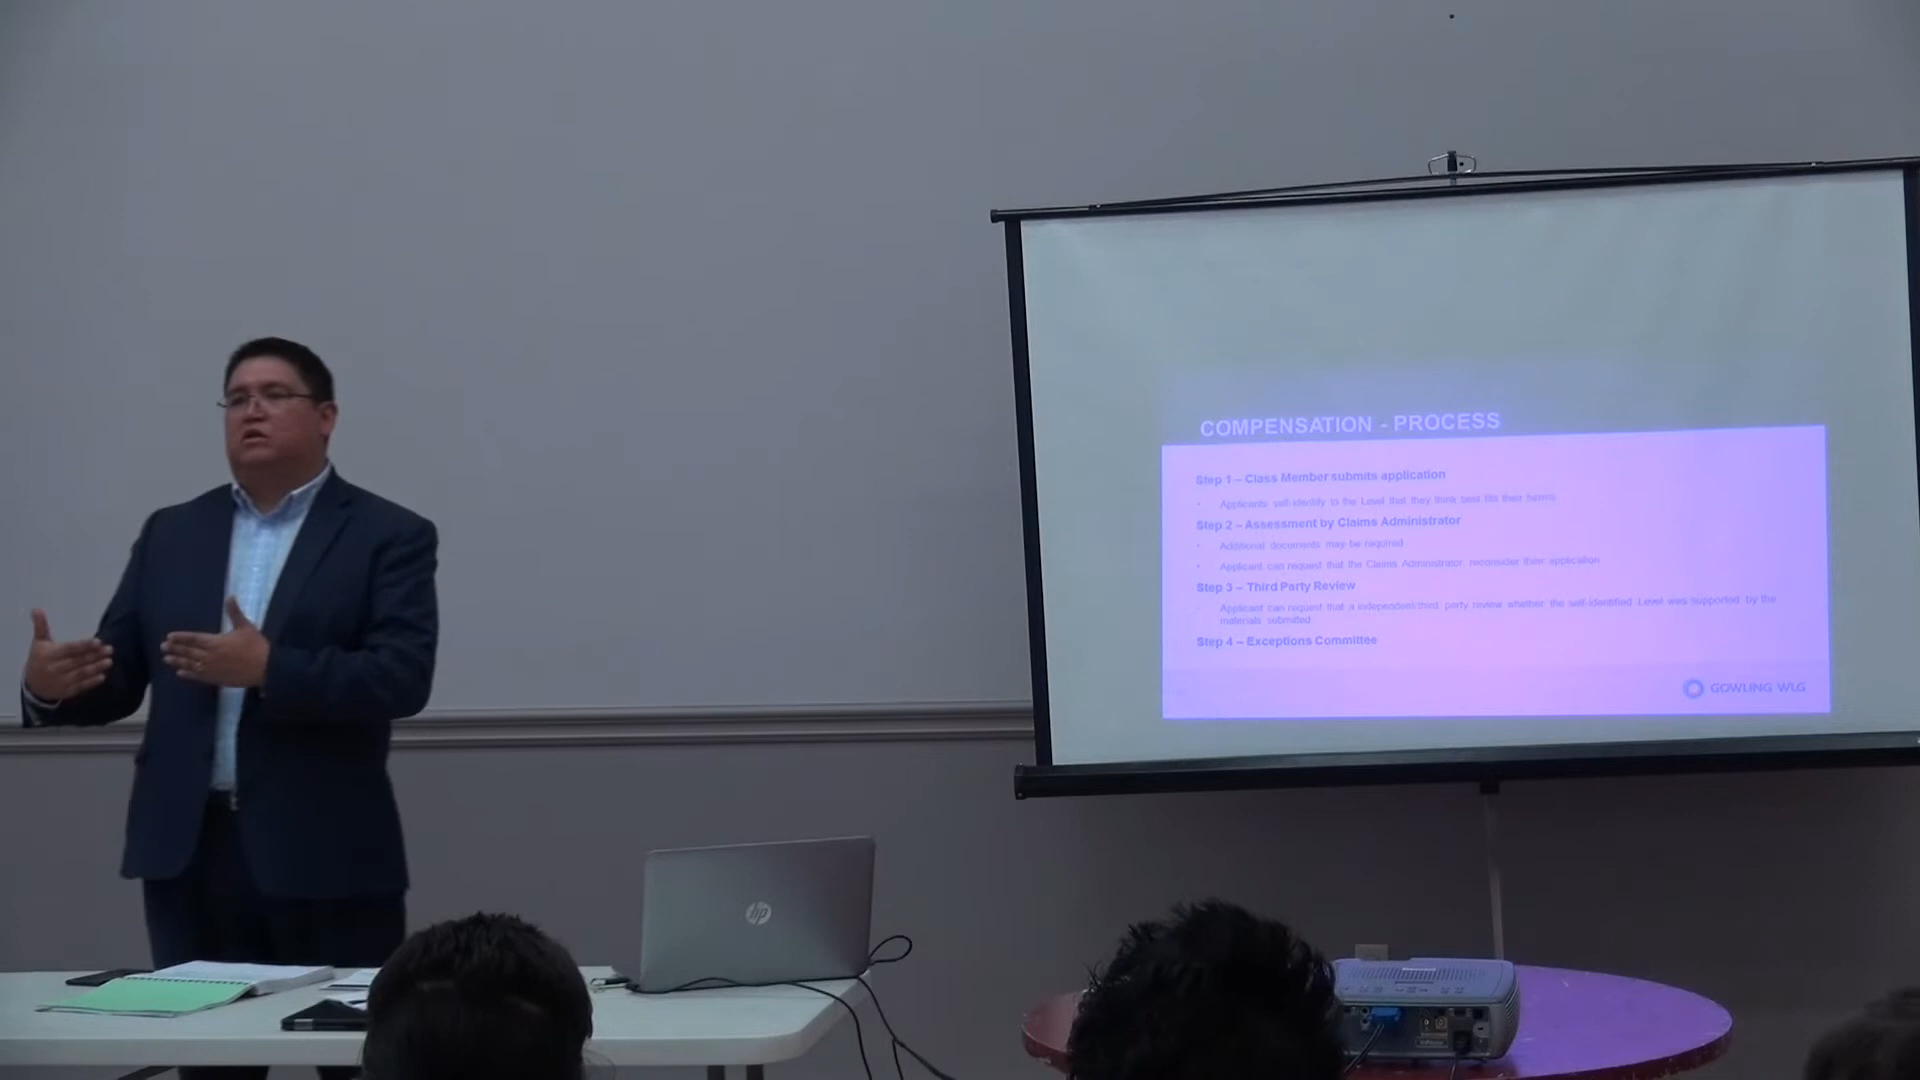 COMPENSATION - PROCESS
Step 1 – Class Member submits application
• Applicants self-identify to the Level that they think best fits their harms
Step 2 – Assessment by Claims Administrator
• Additional documents may be required
• Applicant can request that the Claims Administrator reconsider their application
Step 3 – Third Party Review
Applicant can request that a independent/third party review whether the self-identified Level was supported by the
materials submitted
Step 4 – Exceptions Committee
GOWLING WLG
hp